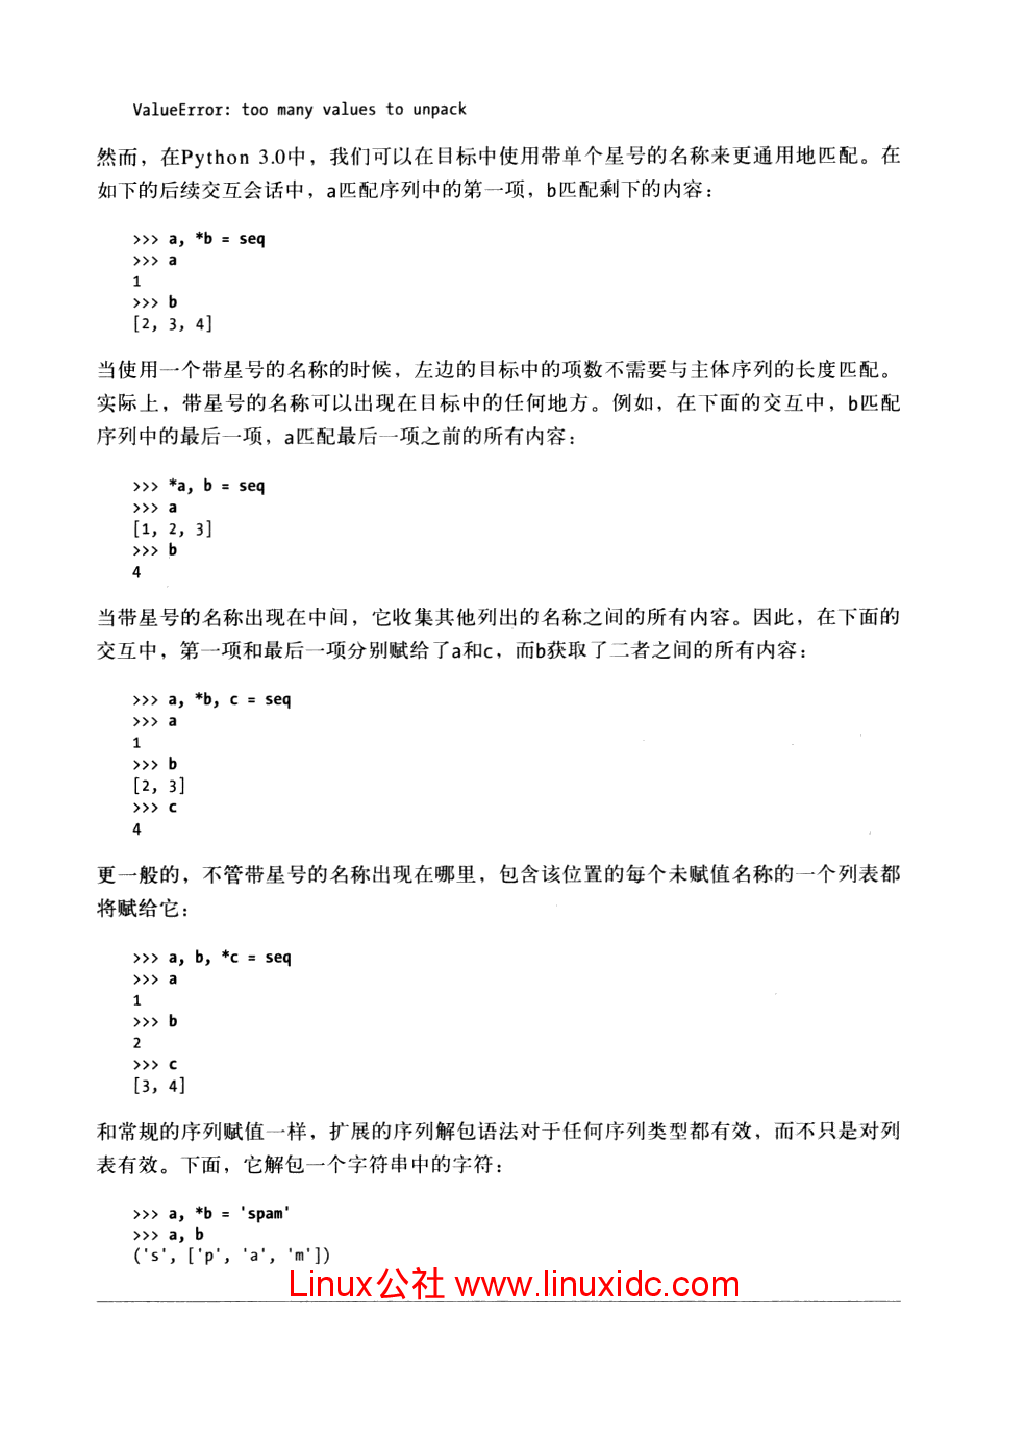 ValueError: too many values to unpack
然而，在Python 3.0中，我们可以在目标中使用带单个星号的名称来更通用地匹配。在
如下的后续交互会话中，a匹配序列中的第一项，b匹配剩下的内容：
>>> a, *b = seq
>>> a
1
>>> b
[2, 3, 4]
当使用一个带星号的名称的时候，左边的目标中的项数不需要与主体序列的长度匹配。
实际上，带星号的名称可以出现在目标中的任何地方。例如，在下面的交互中，b匹配
序列中的最后一项，a匹配最后一项之前的所有内容：
>>> *a, b = seq
>>> a
[1, 2, 3]
>>> b
4
当带星号的名称出现在中间，它收集其他列出的名称之间的所有内容。因此，在下面的
交互中，第一项和最后一项分别赋给了a和c，而b获取了二者之间的所有内容：
>>> a, *b, c = seq
>>> a
1
>>> b
[2, 3]
>>> c
4
更一般的，不管带星号的名称出现在哪里，包含该位置的每个未赋值名称的一个列表都
将赋给它：
>>> a, b, *c = seq
>>> a
1
>>> b
2
>>> c
[3, 4]
和常规的序列赋值一样，扩展的序列解包语法对于任何序列类型都有效，而不只是对列
表有效。下面，它解包一个字符串中的字符：
>>> a, *b = 'spam'
>>> a, b
('s', ['p', 'a', 'm'])
Linux公社 www.linuxidc.com